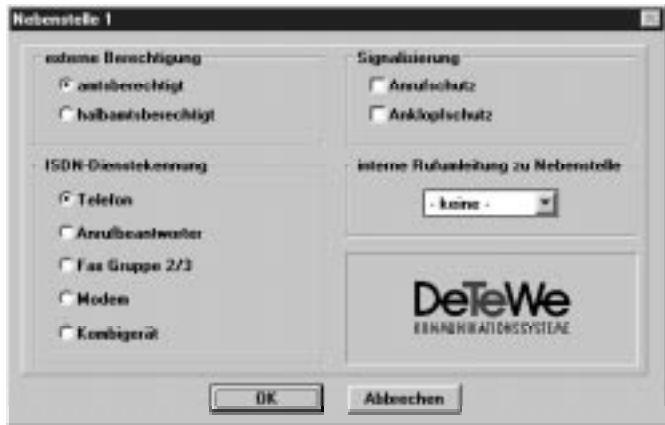 Nebenstelle 1
externe Berechtigung
amtsberechtigt
halbamtsberechtigt
Signalisierung
Anrufschutz
Anklopfschutz
ISDN-Dienstekennung
Telefon
Anrufbeantworter
Fax Gruppe 2/3
Modem
Kombigerät
interne Rufumleitung zu Nebenstelle
- keine -
DeTeWe
KOMMUNIKATIONSSYSTEME
OK
Abbrechen